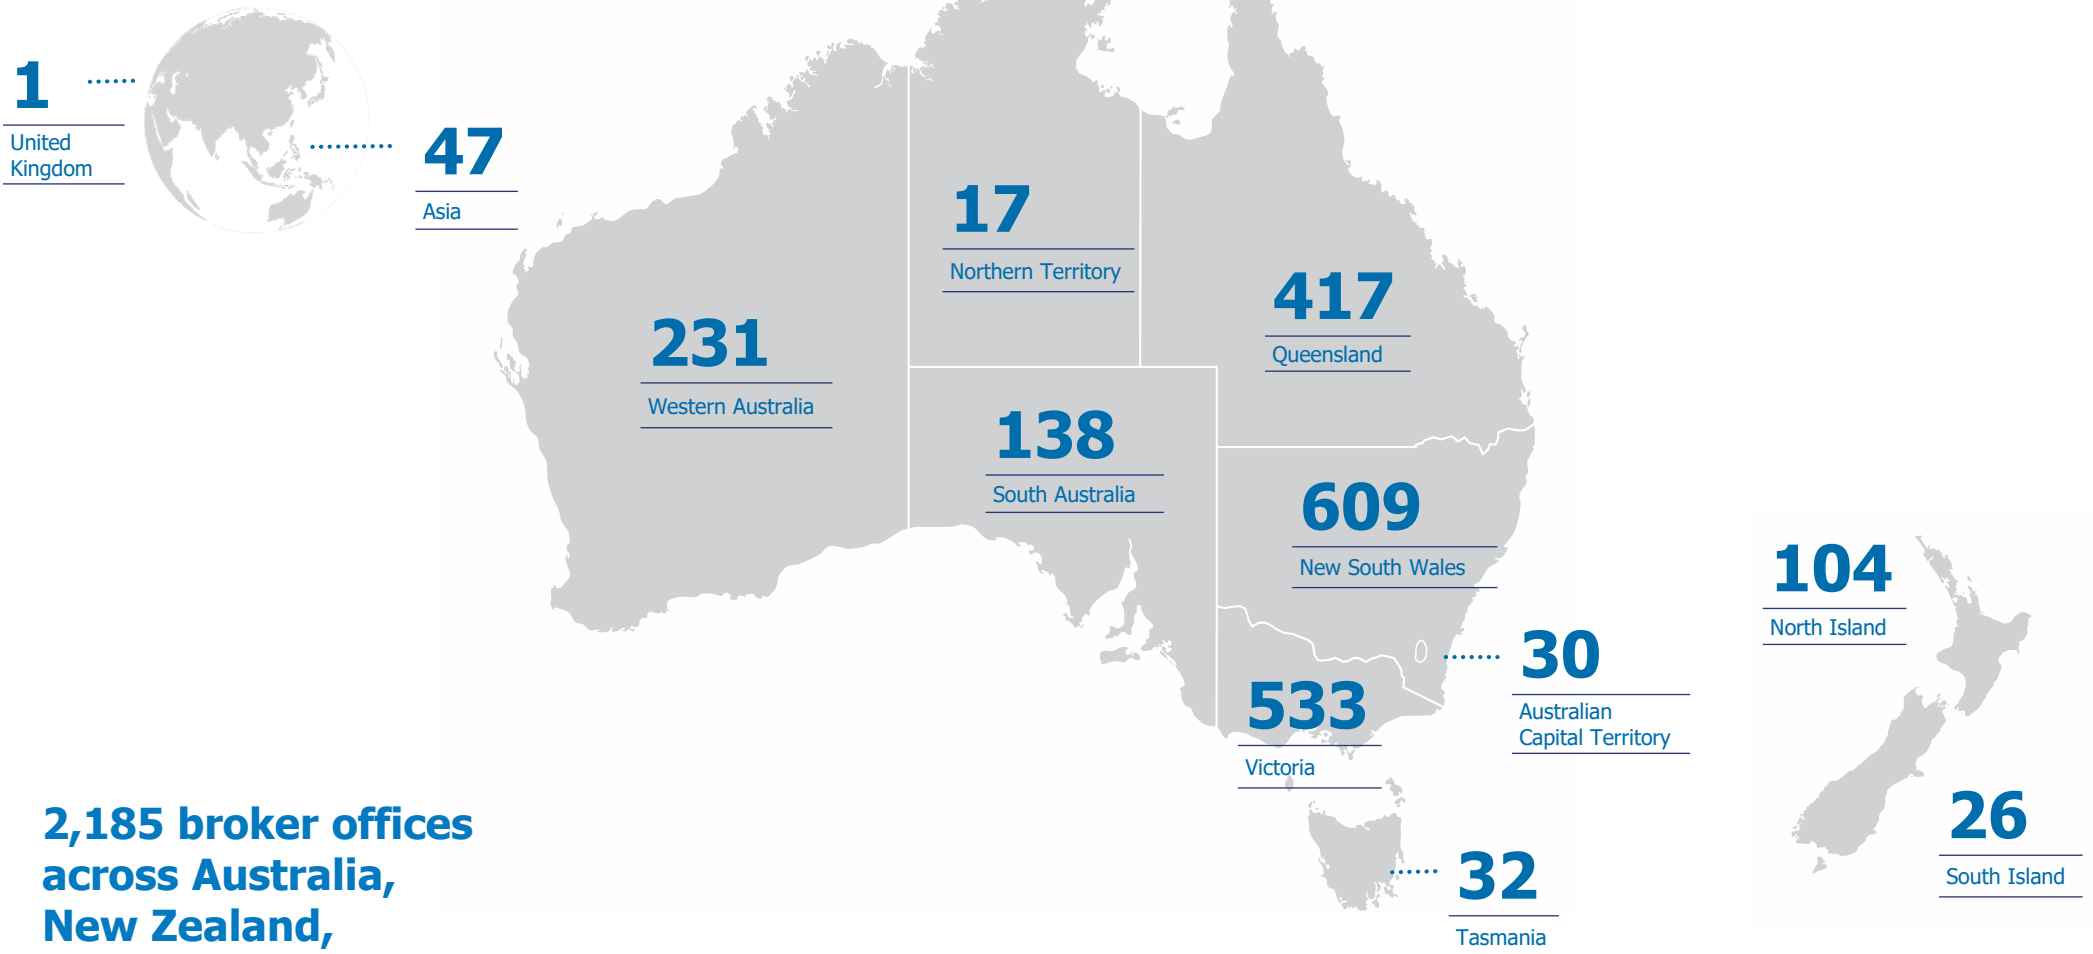 1
United
Kingdom
47
Asia
17
Northern Territory
417
Queensland
231
Western Australia
138
South Australia
609
New South Wales
104
North Island
30
Australian
Capital Territory
533
Victoria
26
South Island
32
Tasmania
2,185 broker offices
across Australia,
New Zealand,